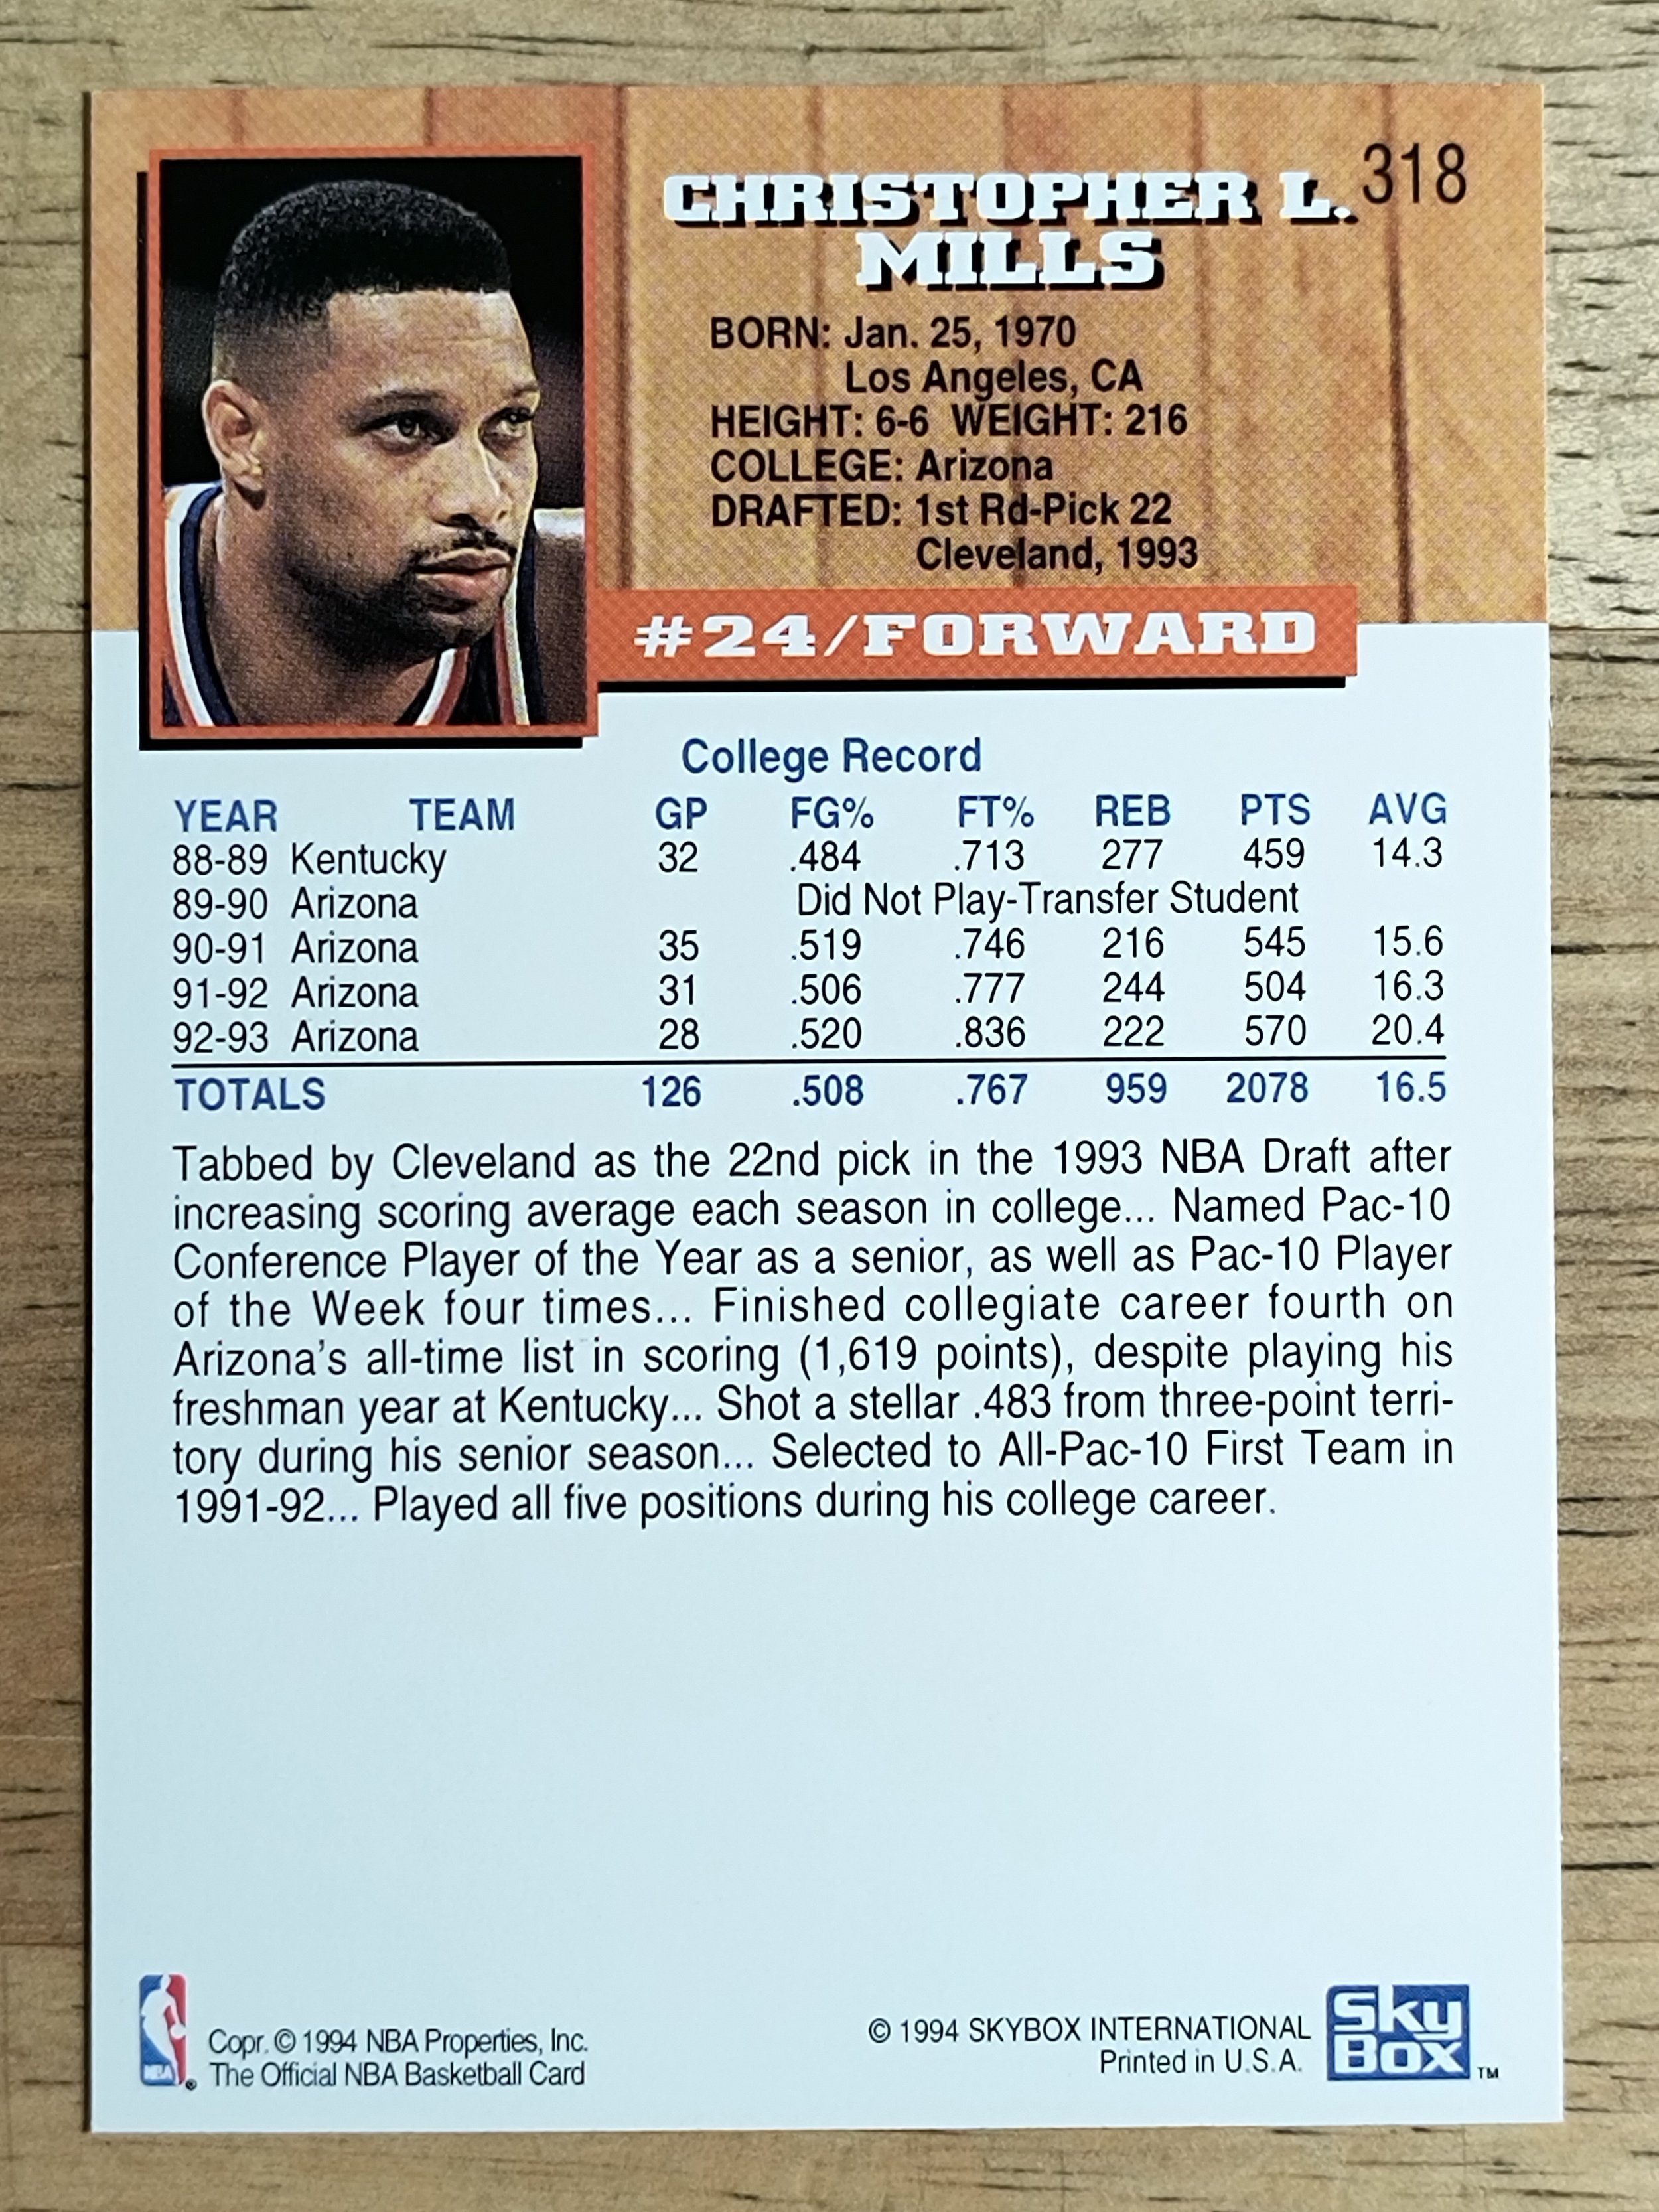 318
CHRISTOPHER L.
MILLS
BORN: Jan. 25, 1970
Los Angeles, CA
HEIGHT: 6-6 WEIGHT: 216
COLLEGE: Arizona
DRAFTED: 1st Rd-Pick 22
Cleveland, 1993
#24/FORWARD
College Record
YEAR TEAM GP FG% FT% REB PTS AVG
88-89 Kentucky 32 .484 .713 277 459 14.3
89-90 Arizona Did Not Play-Transfer Student
90-91 Arizona 35 .519 .746 216 545 15.6
91-92 Arizona 31 .506 .777 244 504 16.3
92-93 Arizona 28 .520 .836 222 570 20.4
TOTALS 126 .508 .767 959 2078 16.5
Tabbed by Cleveland as the 22nd pick in the 1993 NBA Draft after
increasing scoring average each season in college... Named Pac-10
Conference Player of the Year as a senior, as well as Pac-10 Player
of the Week four times... Finished collegiate career fourth on
Arizona's all-time list in scoring (1,619 points), despite playing his
freshman year at Kentucky... Shot a stellar .483 from three-point terri-
tory during his senior season... Selected to All-Pac-10 First Team in
1991-92... Played all five positions during his college career.
NBA ®
Copr. © 1994 NBA Properties, Inc.
The Official NBA Basketball Card
© 1994 SKYBOX INTERNATIONAL
Printed in U.S.A.
Sky
Box ™